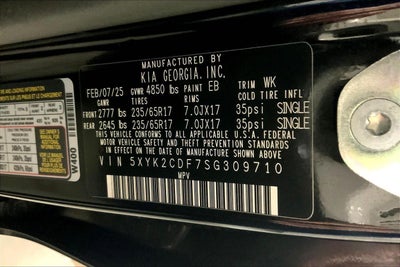 MANUFACTURED BY
KIA GEORGIA, INC.
FEB/07/25 GVWR 4850 lbs PAINT EB TRIM WK
GAWR TIRES RIMS COLD TIRE INFL
FRONT 2777 lbs 235/65R17 7.0JX17 35psi SINGLE
REAR 2645 lbs 235/65R17 7.0JX17 35psi SINGLE
THIS VEHICLE CONFORMS TO ALL APPLICABLE U.S.A. FEDERAL
MOTOR VEHICLE SAFETY AND THEFT PREVENTION STANDARDS
IN EFFECT ON THE DATE OF MANUFACTURE SHOWN ABOVE.
VIN 5XYK2CDF7SG309710
MPV
W400